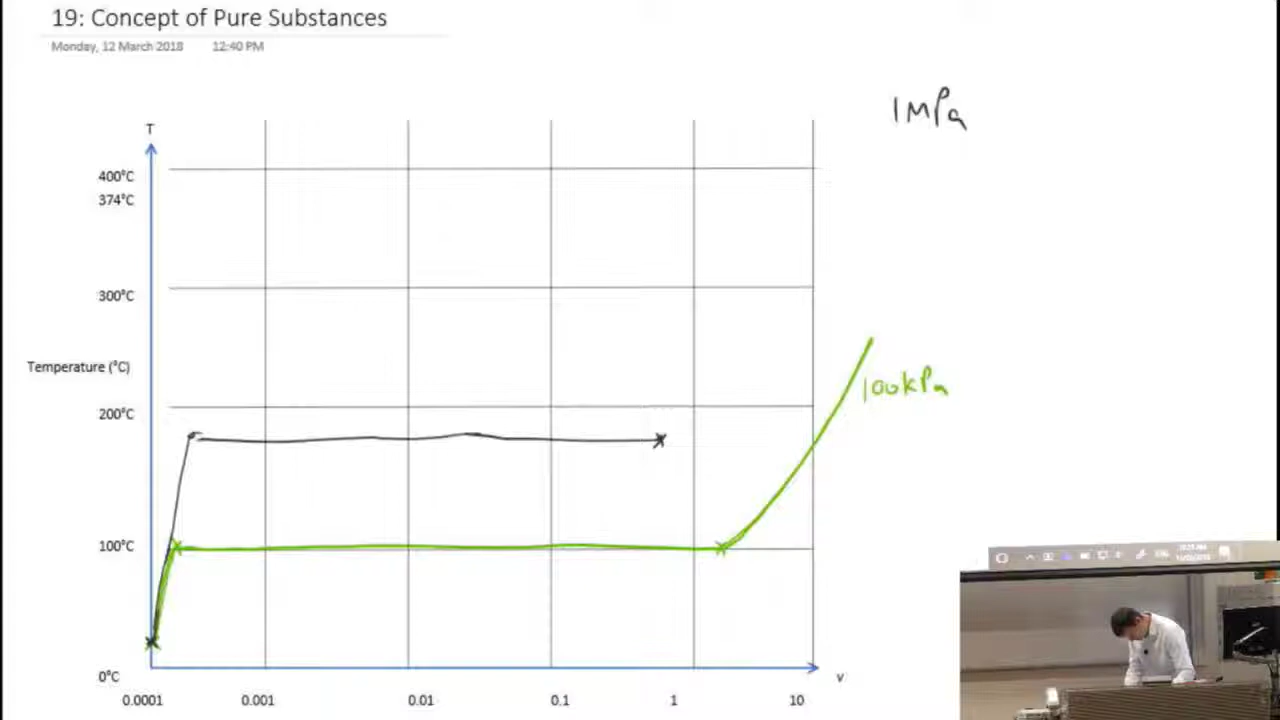 19: Concept of Pure Substances
Monday, 12 March 2018 12:40 PM
1MPa
T
400°C
374°C
300°C
Temperature (°C)
100kPa
200°C
100°C
0°C
v
0.0001 0.001 0.01 0.1 1 10